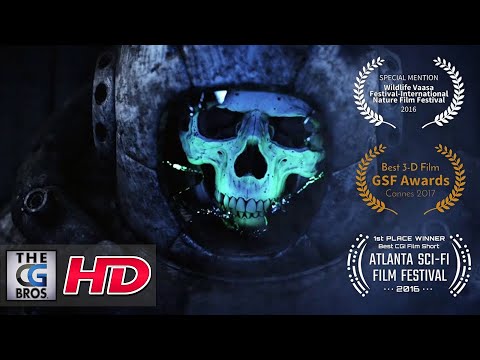 SPECIAL MENTION
Wildlife Vaasa
Festival-International
Nature Film Festival
2016
Best 3-D Film
GSF Awards
Cannes 2017
1st PLACE WINNER
Best CGI Film Short
ATLANTA SCI-FI
FILM FESTIVAL
2016
THE
CG
BROS
HD